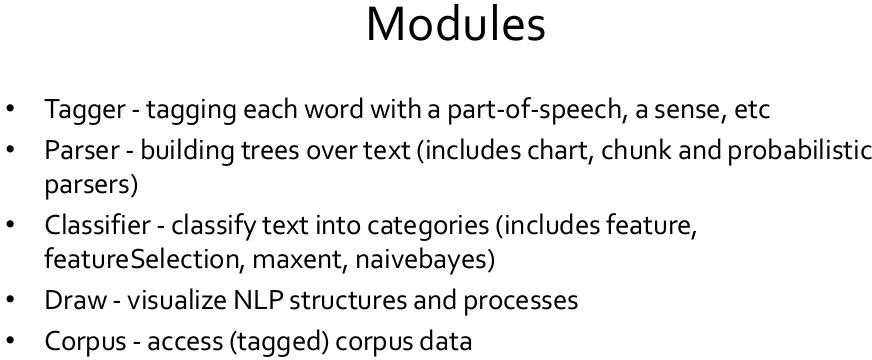 Modules
• Tagger - tagging each word with a part-of-speech, a sense, etc
• Parser - building trees over text (includes chart, chunk and probabilistic
parsers)
• Classifier - classify text into categories (includes feature,
featureSelection, maxent, naivebayes)
• Draw - visualize NLP structures and processes
• Corpus - access (tagged) corpus data